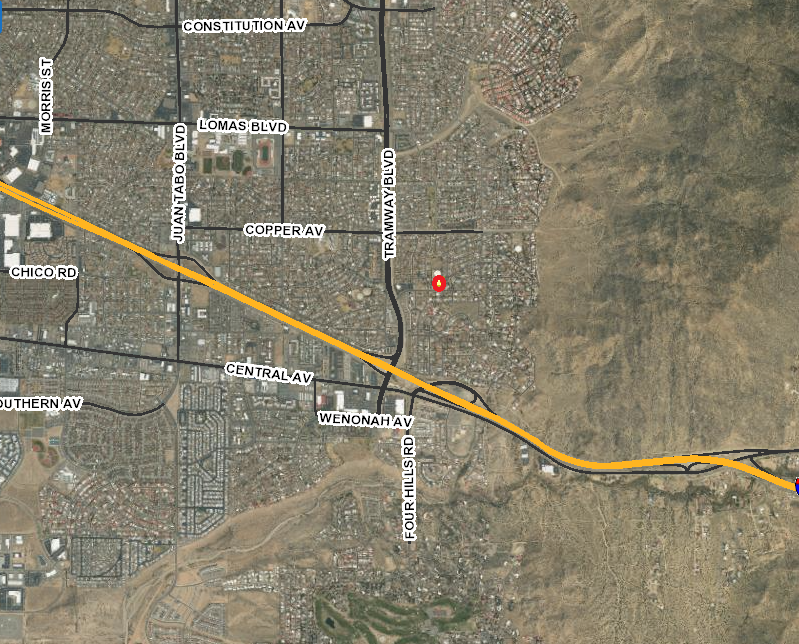 CONSTITUTION AV
MORRIS ST
LOMAS BLVD
JUAN TABO BLVD
TRAMWAY BLVD
COPPER AV
CHICO RD
CENTRAL AV
OUTHERN AV
WENONAH AV
FOUR HILLS RD